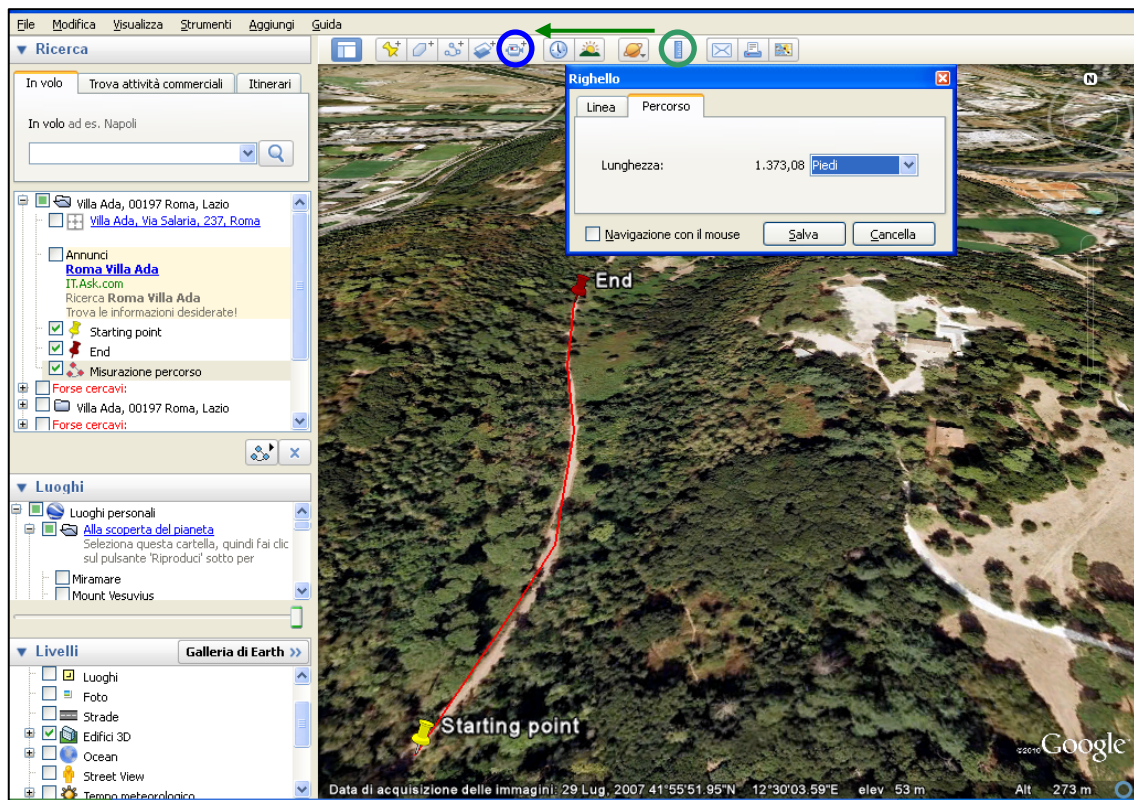 File Modifica Visualizza Strumenti Aggiungi Guida
Ricerca
In volo Trova attività commerciali Itinerari
In volo ad es. Napoli
Villa Ada, 00197 Roma, Lazio
Villa Ada, Via Salaria, 237, Roma
Annunci
Roma Villa Ada
IT.Ask.com
Ricerca Roma Villa Ada
Trova le informazioni desiderate!
Starting point
End
Misurazione percorso
Forse cercavi:
Villa Ada, 00197 Roma, Lazio
Forse cercavi:
Luoghi
Luoghi personali
Alla scoperta del pianeta
Seleziona questa cartella, quindi fai clic
sul pulsante 'Riproduci' sotto per
Miramare
Mount Vesuvius
Livelli
Galleria di Earth »
Luoghi
Foto
Strade
Edifici 3D
Ocean
Street View
Tempo meteorologico
Righello
Linea Percorso
Lunghezza: 1.373,08 Piedi
Navigazione con il mouse Salva Cancella
N
End
Starting point
©2010 Google
Data di acquisizione delle immagini: 29 Lug, 2007 41°55'51.95"N 12°30'03.59"E elev 53 m Alt 273 m